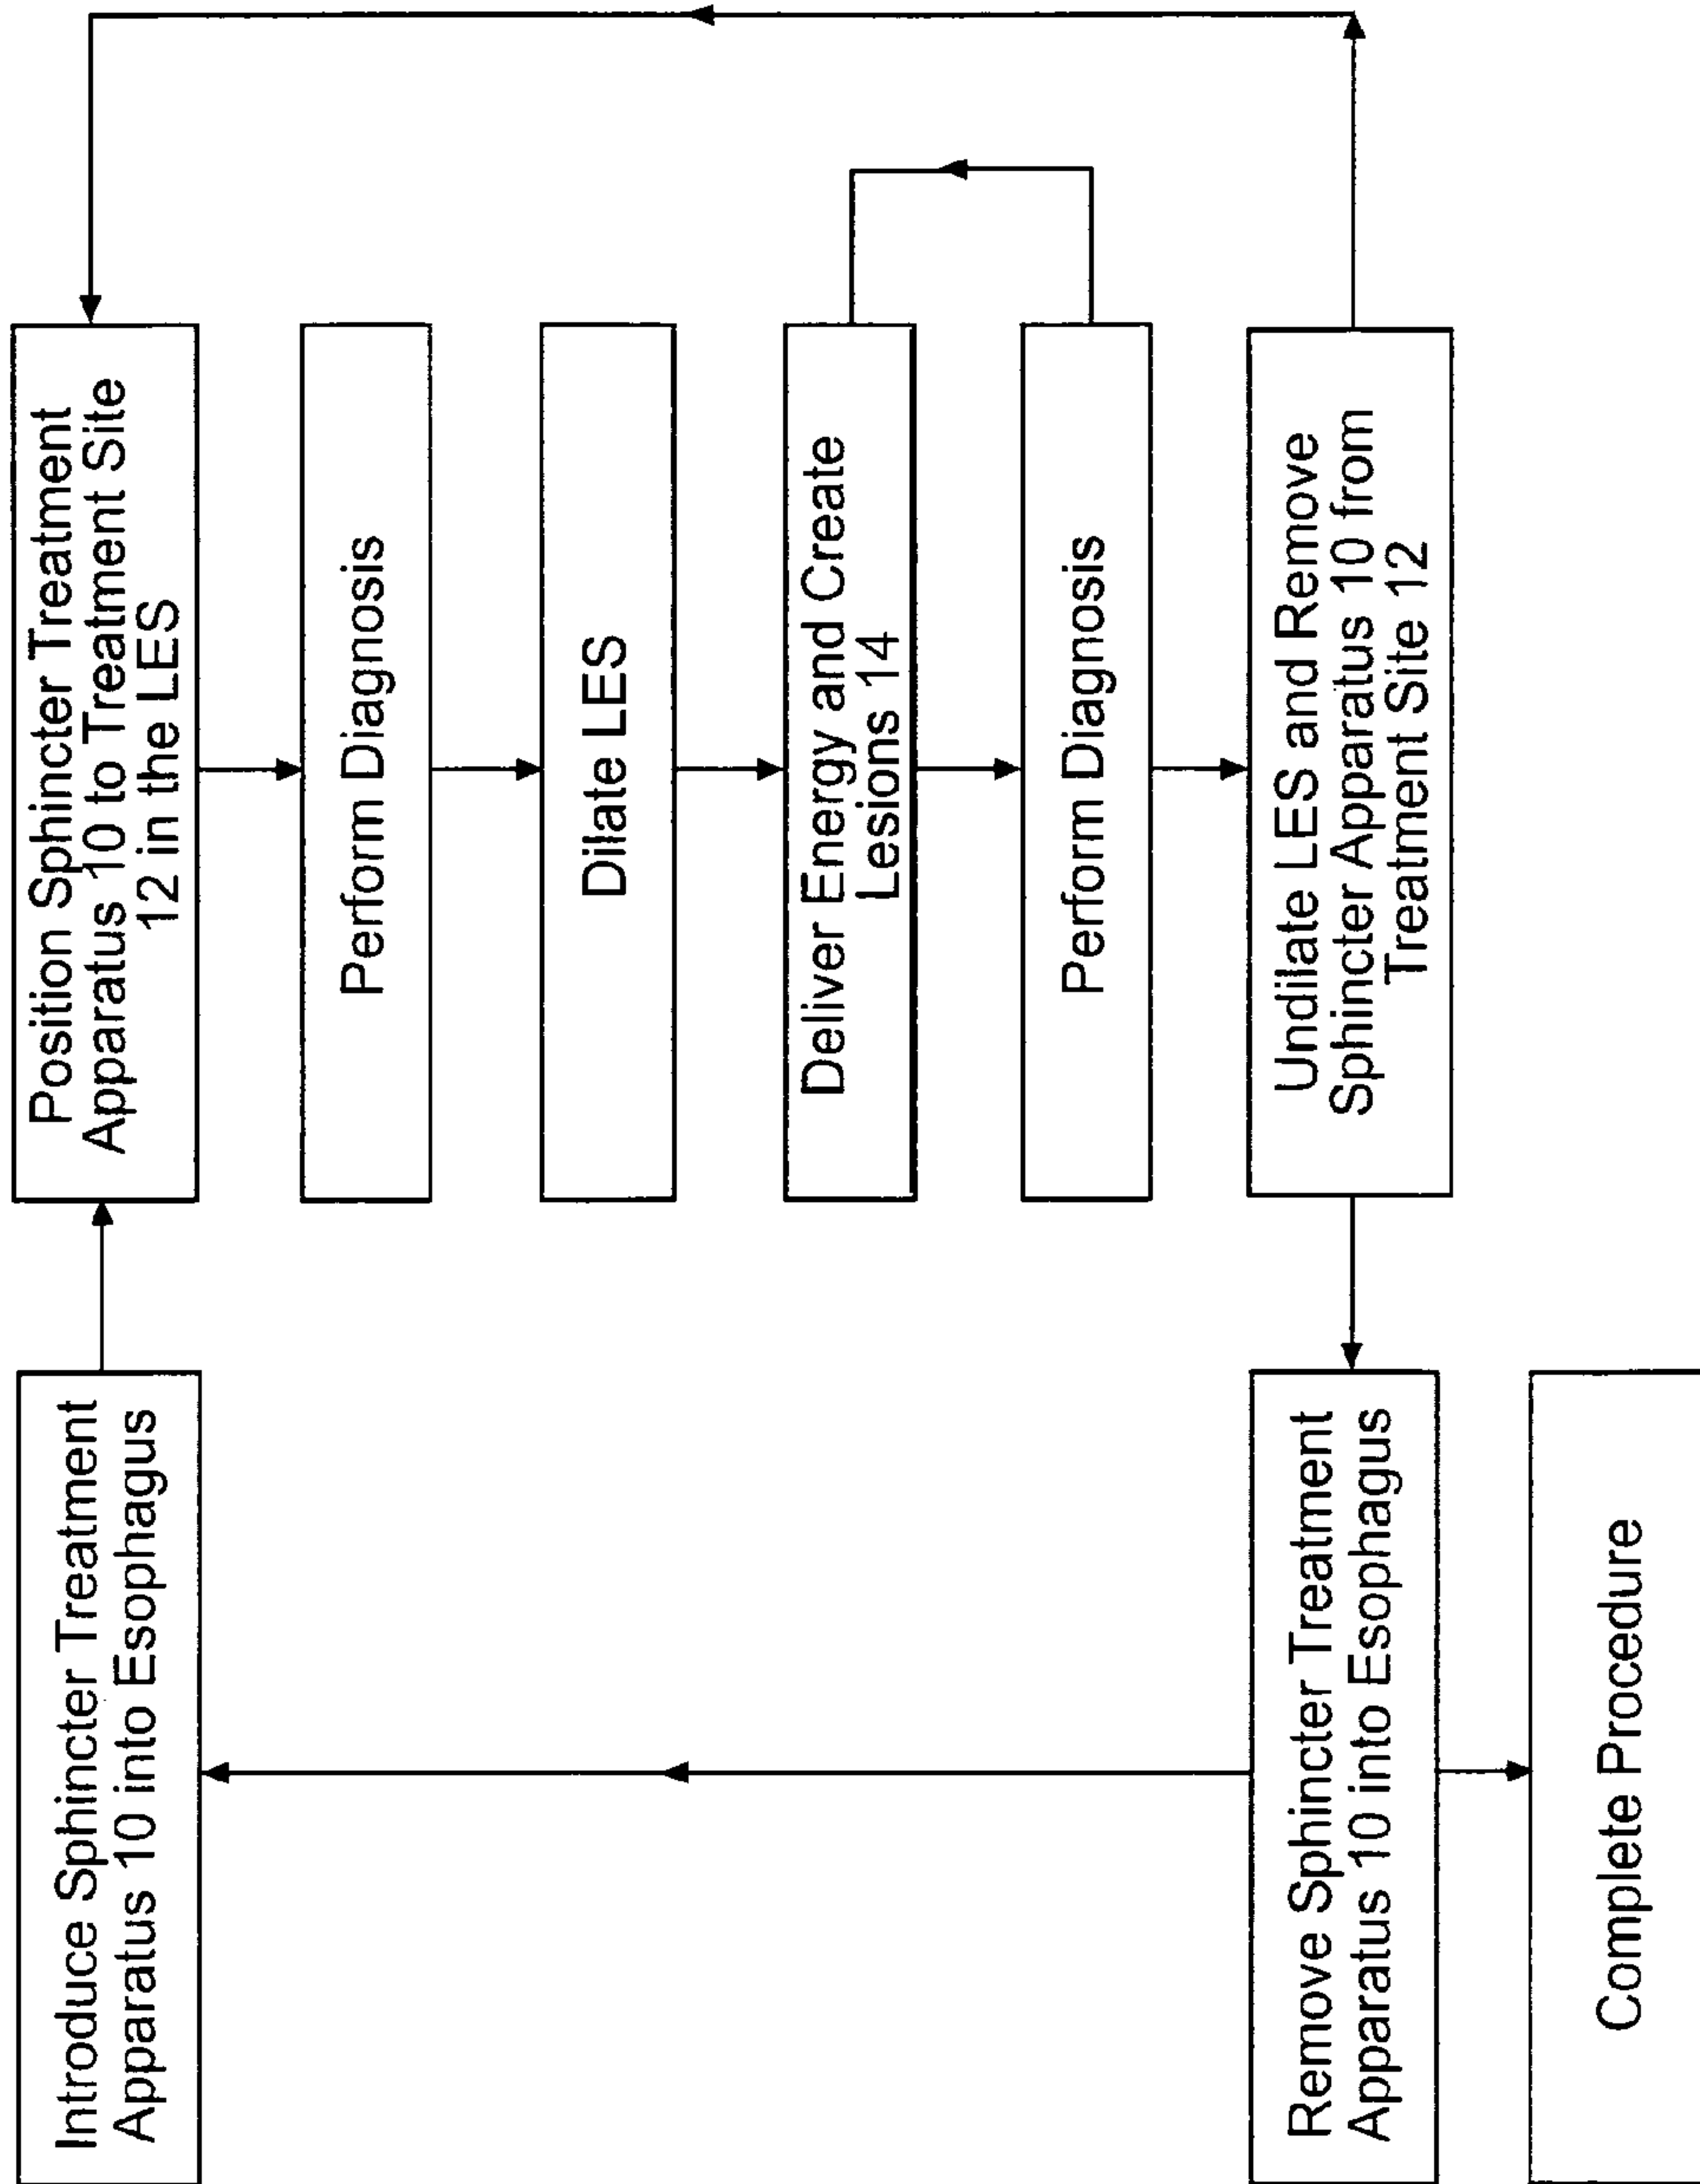 Introduce Sphincter Treatment
Apparatus 10 into Esophagus
Position Sphincter Treatment
Apparatus 10 to Treatment Site
12 in the LES
Perform Diagnosis
Dilate LES
Deliver Energy and Create
Lesions 14
Perform Diagnosis
Undilate LES and Remove
Sphincter Apparatus 10 from
Treatment Site 12
Remove Sphincter Treatment
Apparatus 10 into Esophagus
Complete Procedure